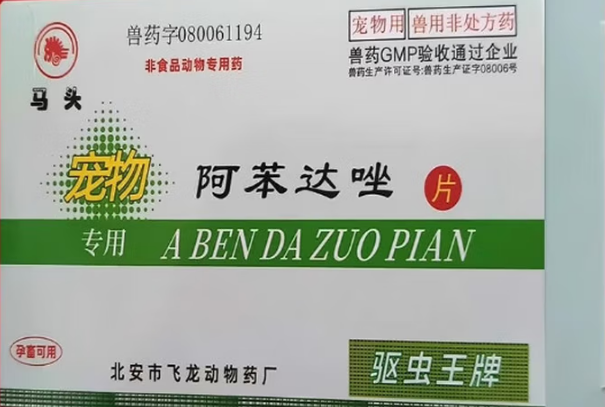 兽药字080061194
非食品动物专用药
宠物用 兽用非处方药
兽药GMP验收通过企业
兽药生产许可证号:兽药生产证字08006号
马头
宠物
阿苯达唑 片
专用 A BEN DA ZUO PIAN
孕畜可用
北安市飞龙动物药厂
驱虫王牌